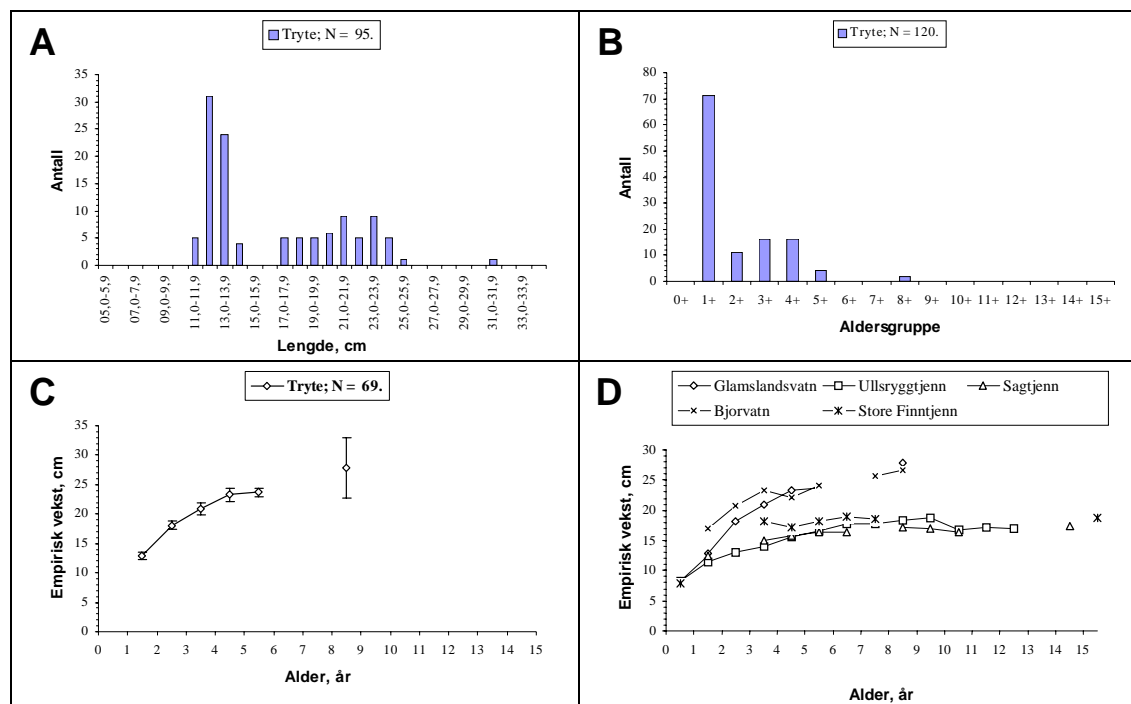 A
Tryte; N = 95.
35
30
25
20
15
10
5
0
Antall
05,0-5,9
07,0-7,9
09,0-9,9
11,0-11,9
13,0-13,9
15,0-15,9
17,0-17,9
19,0-19,9
21,0-21,9
23,0-23,9
25,0-25,9
27,0-27,9
29,0-29,9
31,0-31,9
33,0-33,9
Lengde, cm
B
Tryte; N = 120.
80
70
60
50
40
30
20
10
0
Antall
0+ 1+ 2+ 3+ 4+ 5+ 6+ 7+ 8+ 9+ 10+ 11+ 12+ 13+ 14+ 15+
Aldersgruppe
C
Tryte; N = 69.
35
30
25
20
15
10
5
0
Empirisk vekst, cm
0 1 2 3 4 5 6 7 8 9 10 11 12 13 14 15
Alder, år
D
Glamslandsvatn Ullsryggtjenn Sagtjenn
Bjorvatn Store Finntjenn
30
25
20
15
10
5
0
Empirisk vekst, cm
0 1 2 3 4 5 6 7 8 9 10 11 12 13 14 15
Alder, år